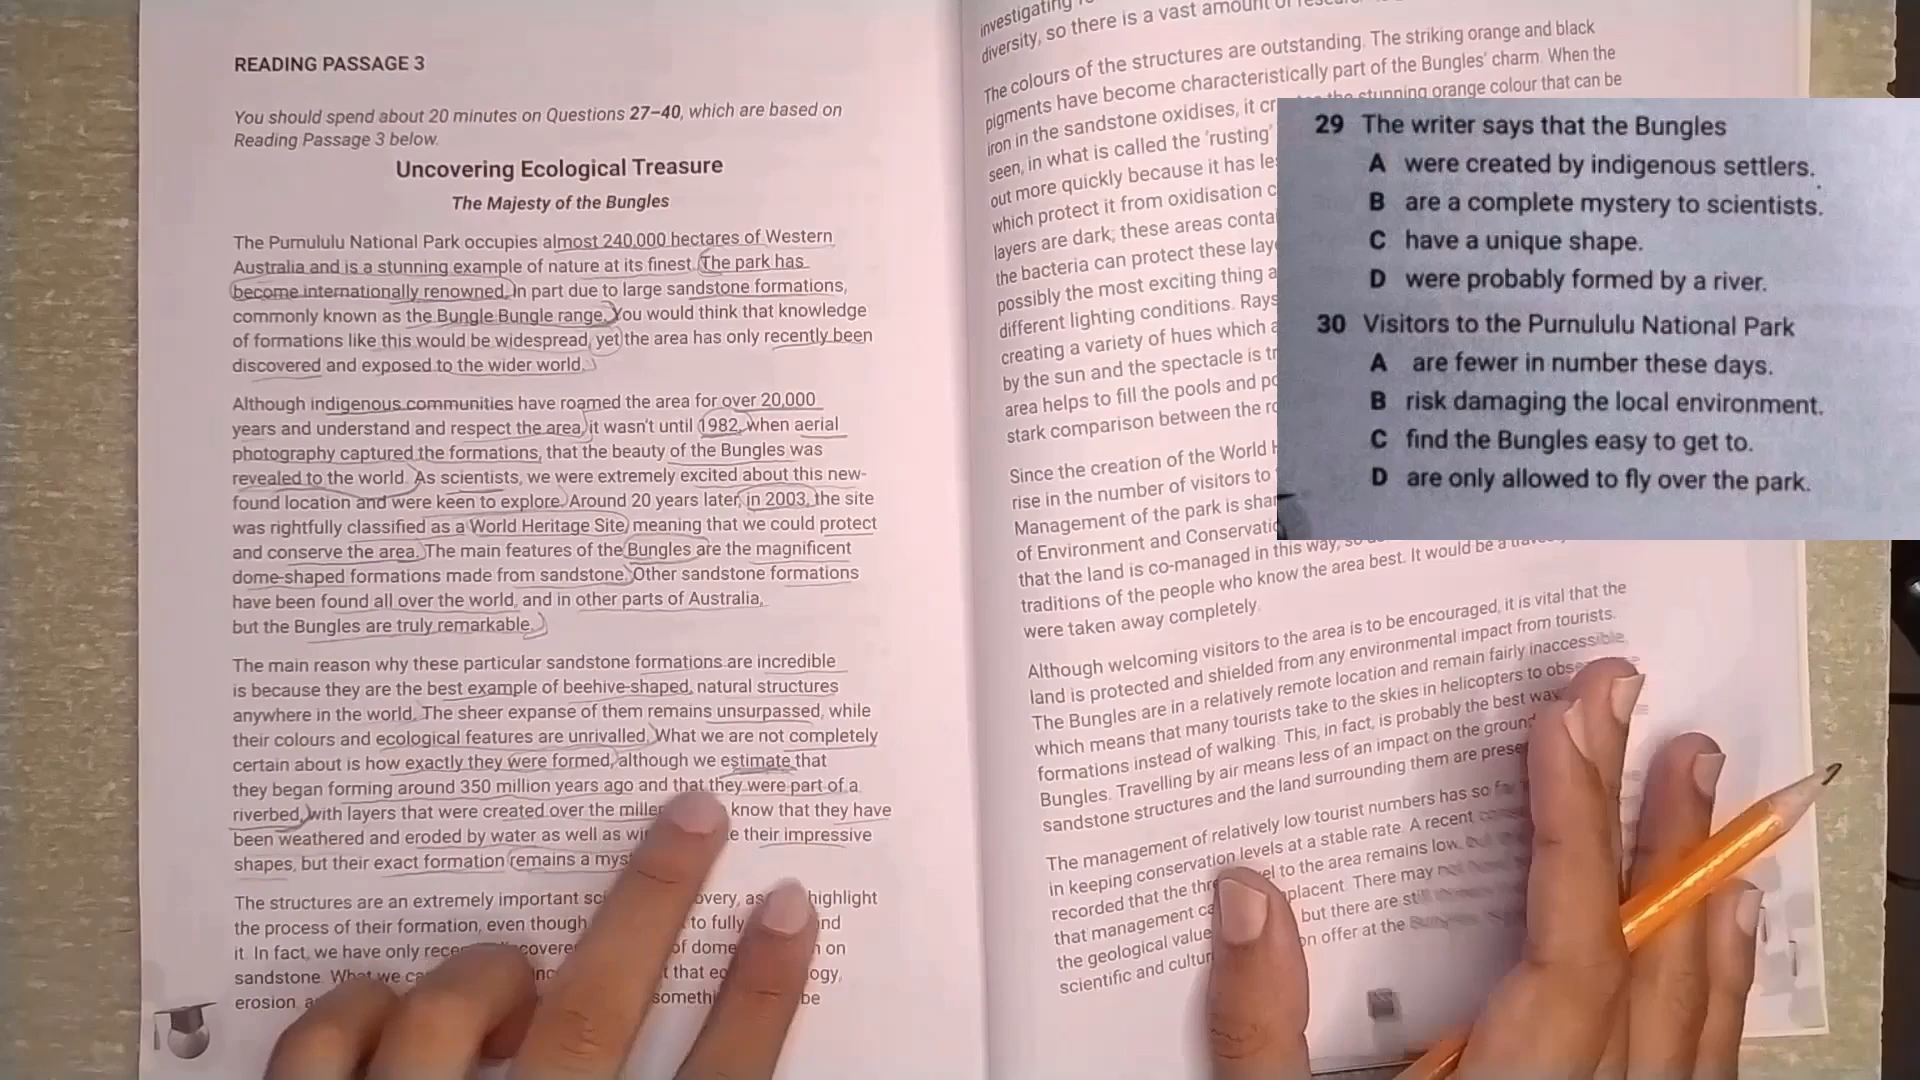 READING PASSAGE 3
You should spend about 20 minutes on Questions 27–40, which are based on
Reading Passage 3 below.
Uncovering Ecological Treasure
The Majesty of the Bungles
The Purnululu National Park occupies almost 240,000 hectares of Western
Australia and is a stunning example of nature at its finest. The park has
become internationally renowned, in part due to large sandstone formations,
commonly known as the Bungle Bungle range. You would think that knowledge
of formations like this would be widespread, yet the area has only recently been
discovered and exposed to the wider world.
Although indigenous communities have roamed the area for over 20,000
years and understand and respect the area, it wasn't until 1982, when aerial
photography captured the formations, that the beauty of the Bungles was
revealed to the world. As scientists, we were extremely excited about this new-
found location and were keen to explore. Around 20 years later, in 2003, the site
was rightfully classified as a World Heritage Site, meaning that we could protect
and conserve the area. The main features of the Bungles are the magnificent
dome-shaped formations made from sandstone. Other sandstone formations
have been found all over the world, and in other parts of Australia,
but the Bungles are truly remarkable.
The main reason why these particular sandstone formations are incredible
is because they are the best example of beehive-shaped, natural structures
anywhere in the world. The sheer expanse of them remains unsurpassed, while
their colours and ecological features are unrivalled. What we are not completely
certain about is how exactly they were formed, although we estimate that
they began forming around 350 million years ago and that they were part of a
riverbed, with layers that were created over the know that they have
been weathered and eroded by water as well as their impressive
shapes, but their exact formation remains a
The structures are an extremely important as highlight
the process of their formation, even though to fully
it. In fact, we have only of on
sandstone. What we that
erosion, be
investigating
diversity, so there is a vast amount of
The colours of the structures are outstanding. The striking orange and black
pigments have become characteristically part of the Bungles' charm. When the
iron in the sandstone oxidises, it the stunning orange colour that can be
seen, in what is called the 'rusting'
out more quickly because it has
which protect it from oxidisation
layers are dark; these areas
the bacteria can protect these
possibly the most exciting thing
different lighting conditions. Rays
creating a variety of hues which
by the sun and the spectacle is
area helps to fill the pools and
stark comparison between the
Since the creation of the World
rise in the number of visitors to
Management of the park is
of Environment and
that the land is co-managed in this way, It would be a
traditions of the people who know the area best.
were taken away completely.
Although welcoming visitors to the area is to be encouraged, it is vital that the
land is protected and shielded from any environmental impact from tourists.
The Bungles are in a relatively remote location and remain fairly inaccessible,
which means that many tourists take to the skies in helicopters to
formations instead of walking. This, in fact, is probably the best way
Bungles. Travelling by air means less of an impact on the ground
sandstone structures and the land surrounding them are
The management of relatively low tourist numbers has so
in keeping conservation levels at a stable rate. A recent
recorded that the to the area remains low,
that management There may
the geological value but there are
scientific and on offer at the
29 The writer says that the Bungles
A were created by indigenous settlers.
B are a complete mystery to scientists.
C have a unique shape.
D were probably formed by a river.
30 Visitors to the Purnululu National Park
A are fewer in number these days.
B risk damaging the local environment.
C find the Bungles easy to get to.
D are only allowed to fly over the park.